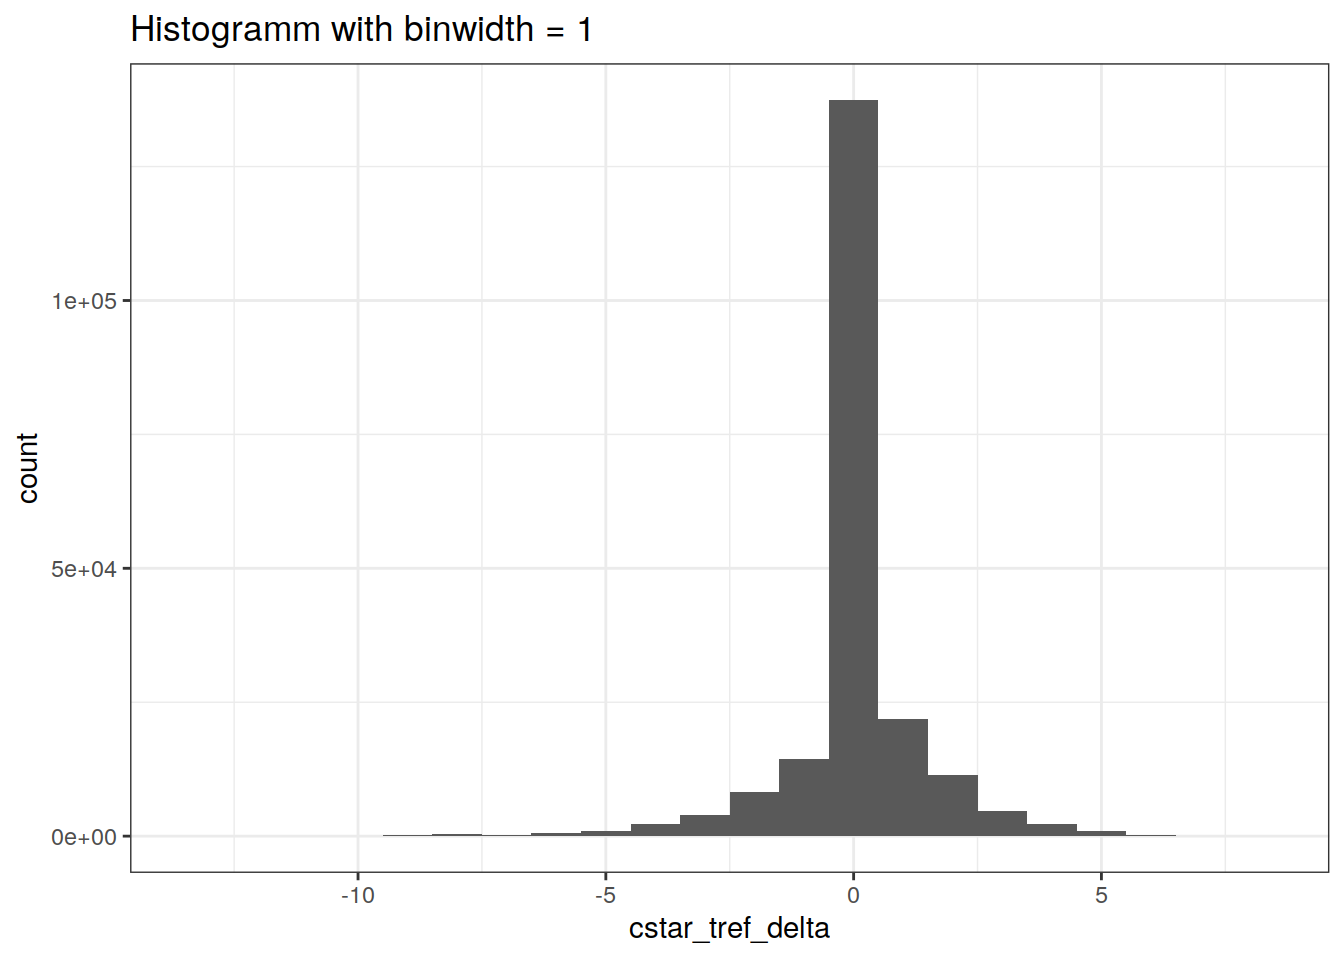 Histogramm with binwidth = 1
1e+05
5e+04
0e+00
count
-10 -5 0 5
cstar_tref_delta